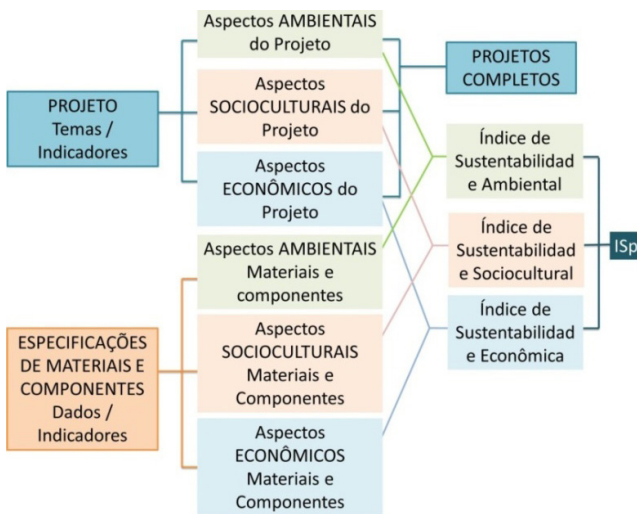 PROJETO
Temas /
Indicadores
ESPECIFICAÇÕES
DE MATERIAIS E
COMPONENTES
Dados /
Indicadores
Aspectos AMBIENTAIS
do Projeto
Aspectos
SOCIOCULTURAIS do
Projeto
Aspectos
ECONÔMICOS do
Projeto
Aspectos AMBIENTAIS
Materiais e
componentes
Aspectos
SOCIOCULTURAIS
Materiais e
Componentes
Aspectos
ECONÔMICOS
Materiais e
Componentes
PROJETOS
COMPLETOS
Índice de
Sustentabilidad
e Ambiental
Índice de
Sustentabilidad
e Sociocultural
Índice de
Sustentabilidad
e Econômica
ISp